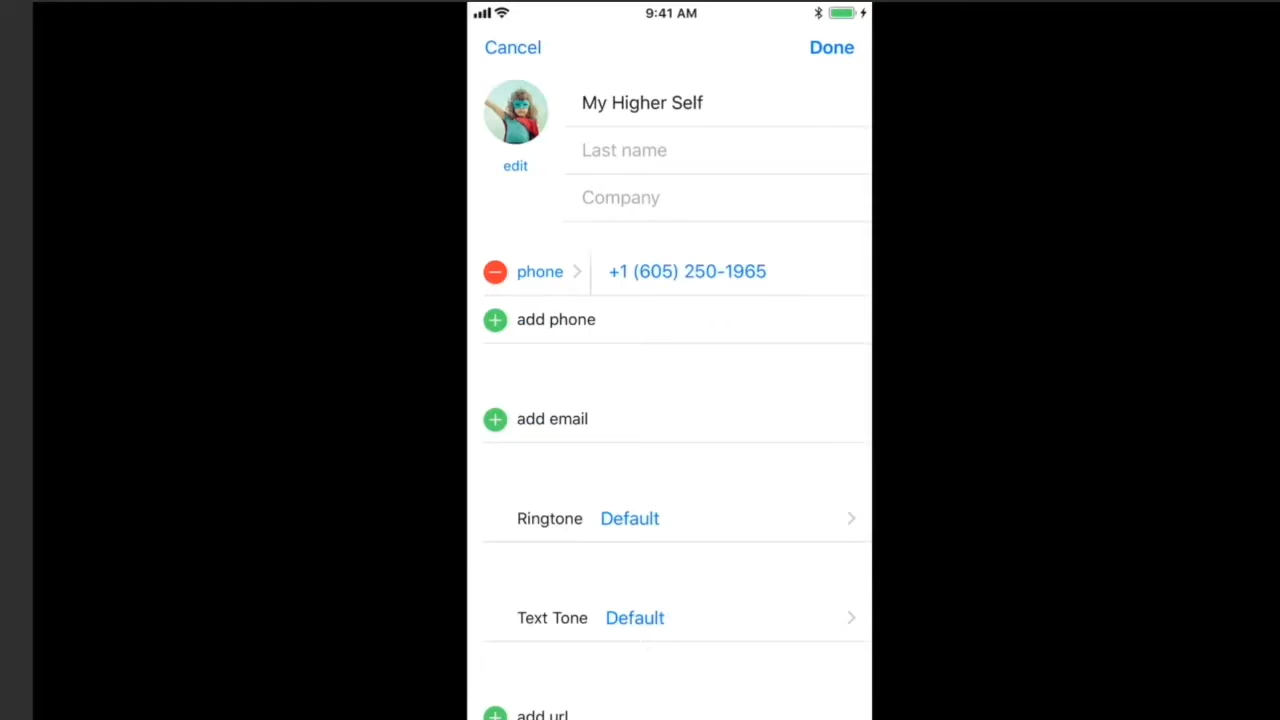 9:41 AM
Cancel
Done
My Higher Self
Last name
edit
Company
phone
+1 (605) 250-1965
add phone
add email
Ringtone
Default
Text Tone
Default
add url